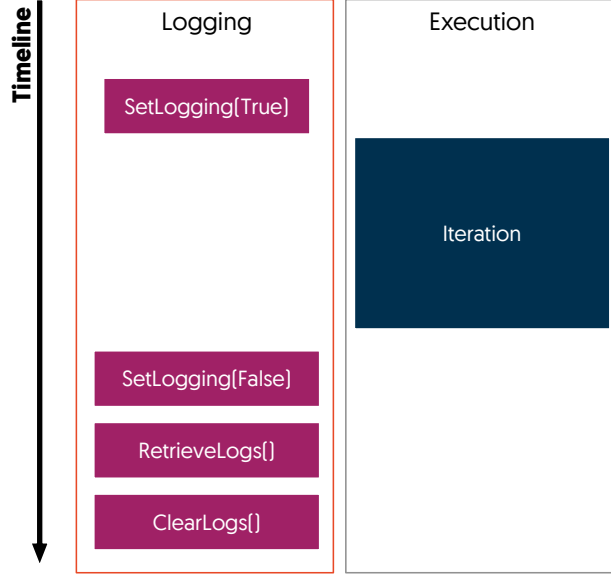 Timeline
Logging
Execution
SetLogging(True)
Iteration
SetLogging(False)
RetrieveLogs()
ClearLogs()